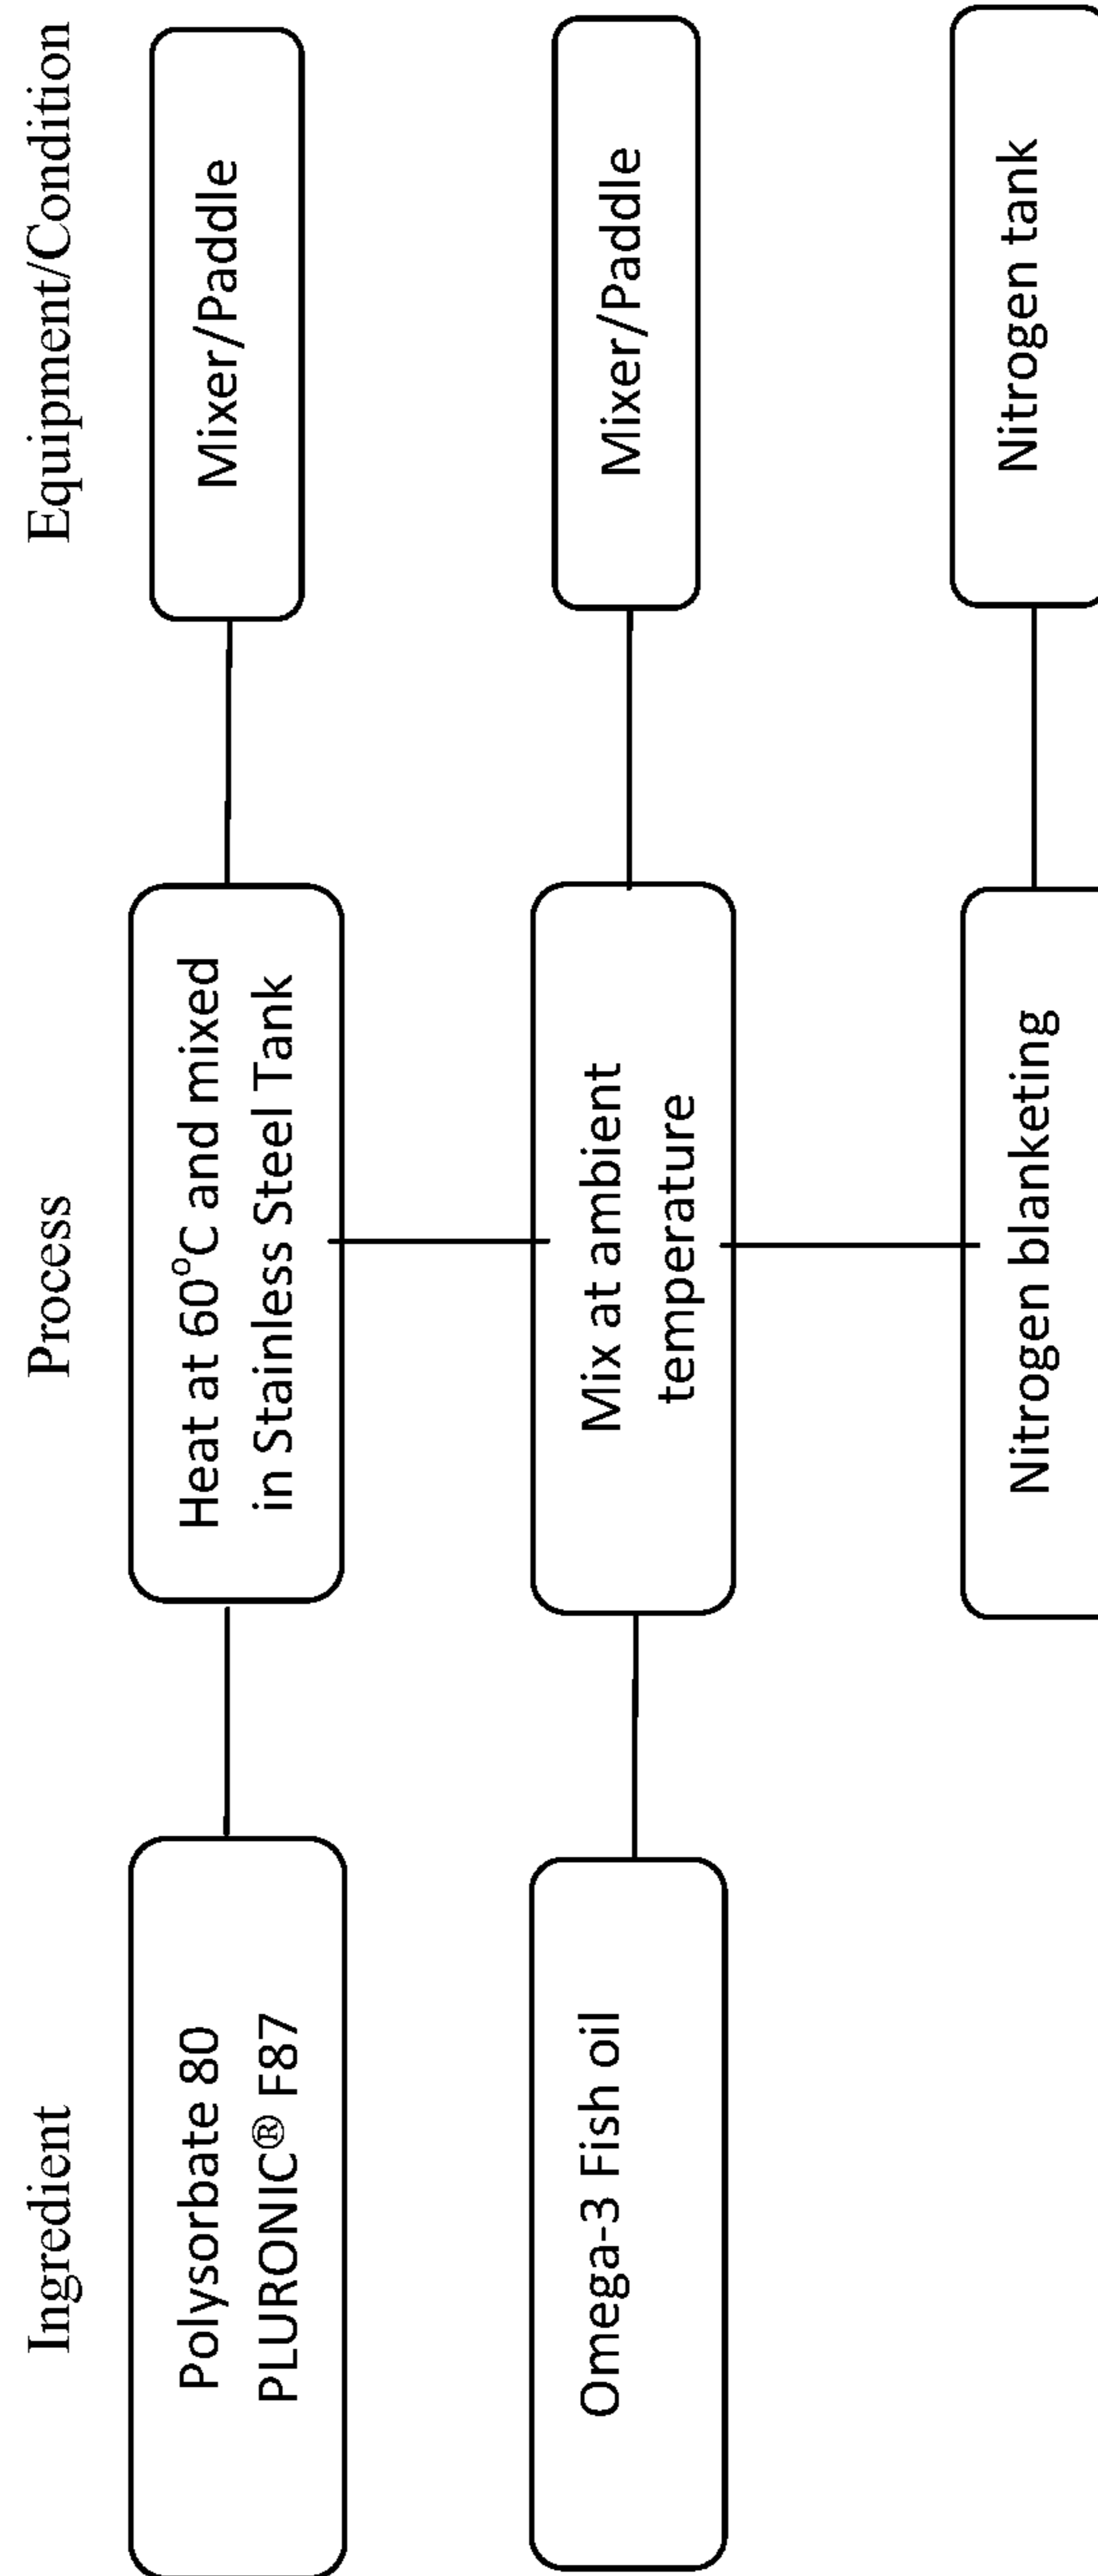 Ingredient
Process
Equipment/Condition
Polysorbate 80
PLURONIC® F87
Heat at 60°C and mixed
in Stainless Steel Tank
Mixer/Paddle
Omega-3 Fish oil
Mix at ambient
temperature
Mixer/Paddle
Nitrogen blanketing
Nitrogen tank